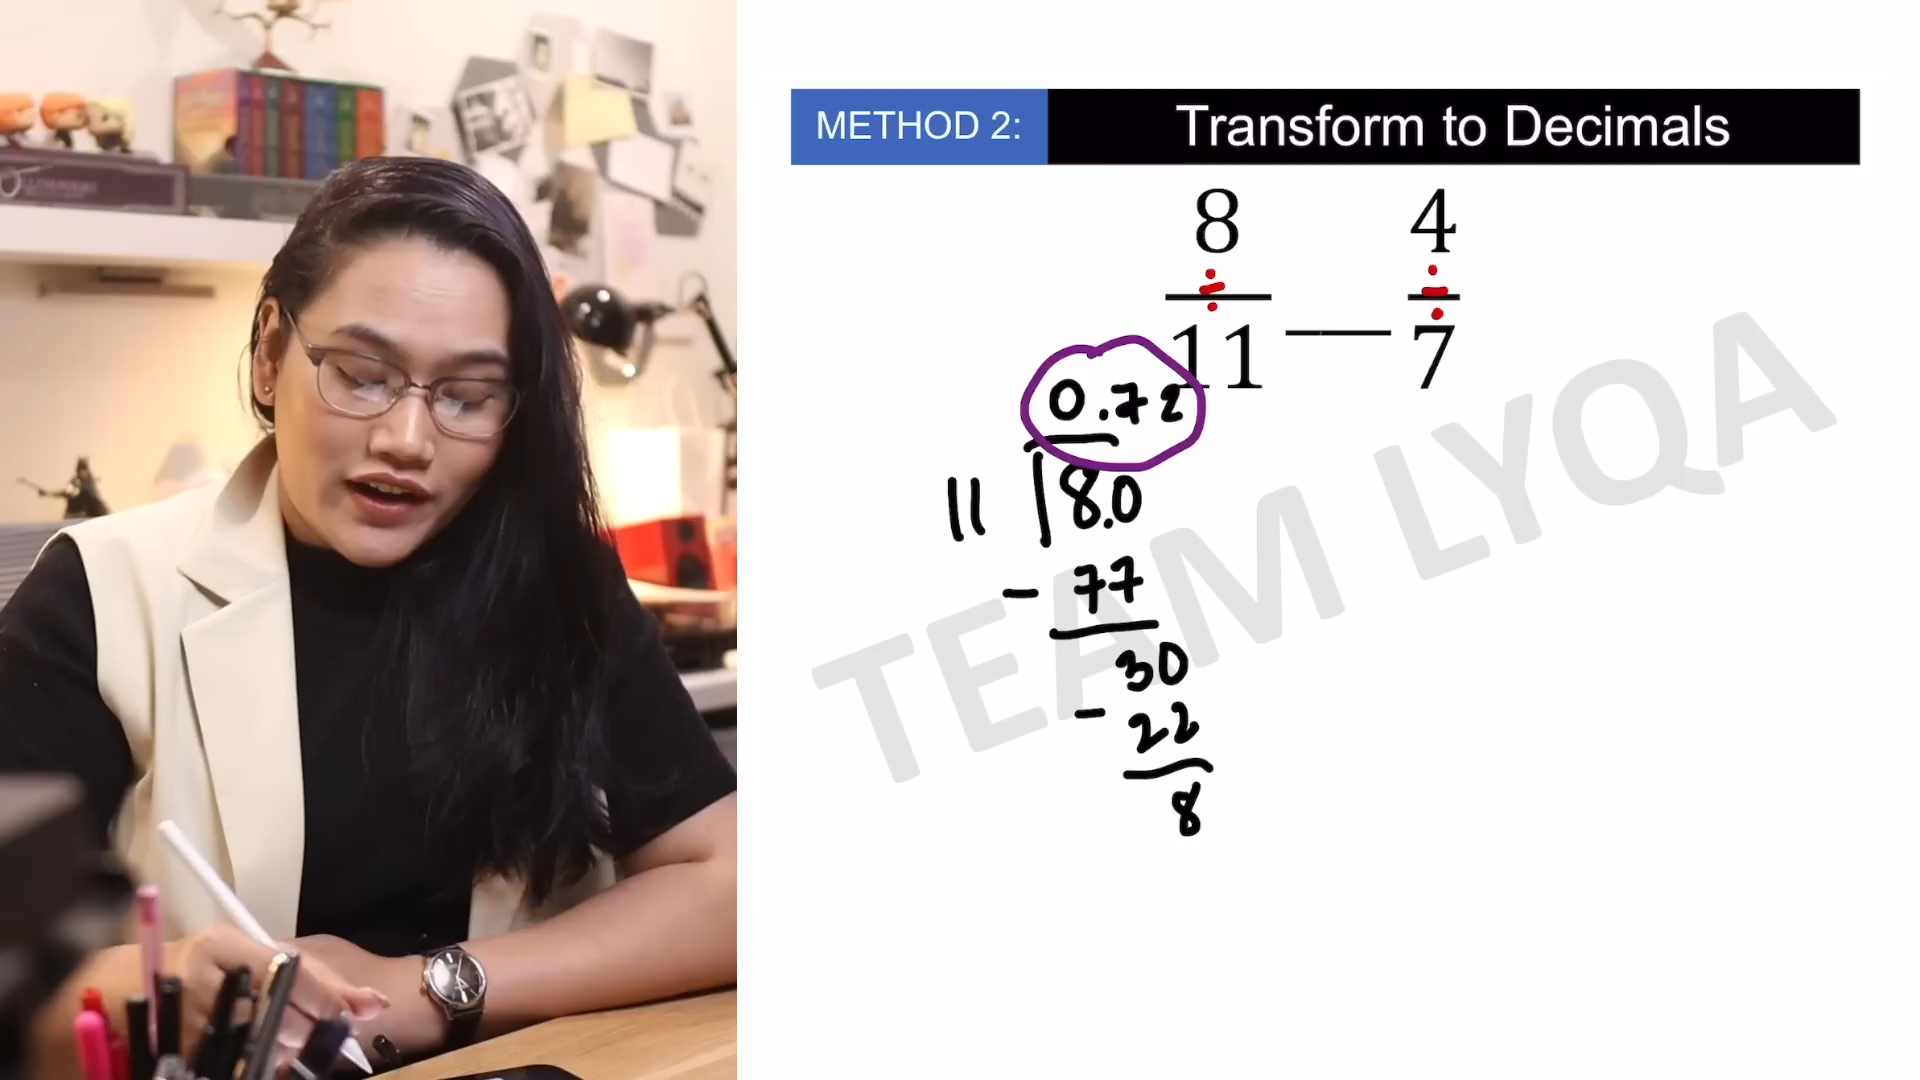 METHOD 2: Transform to Decimals
8 4
÷ ÷
11 __ 7
0.72
11 8.0
- 77
30
- 22
8
TEAM LYQA